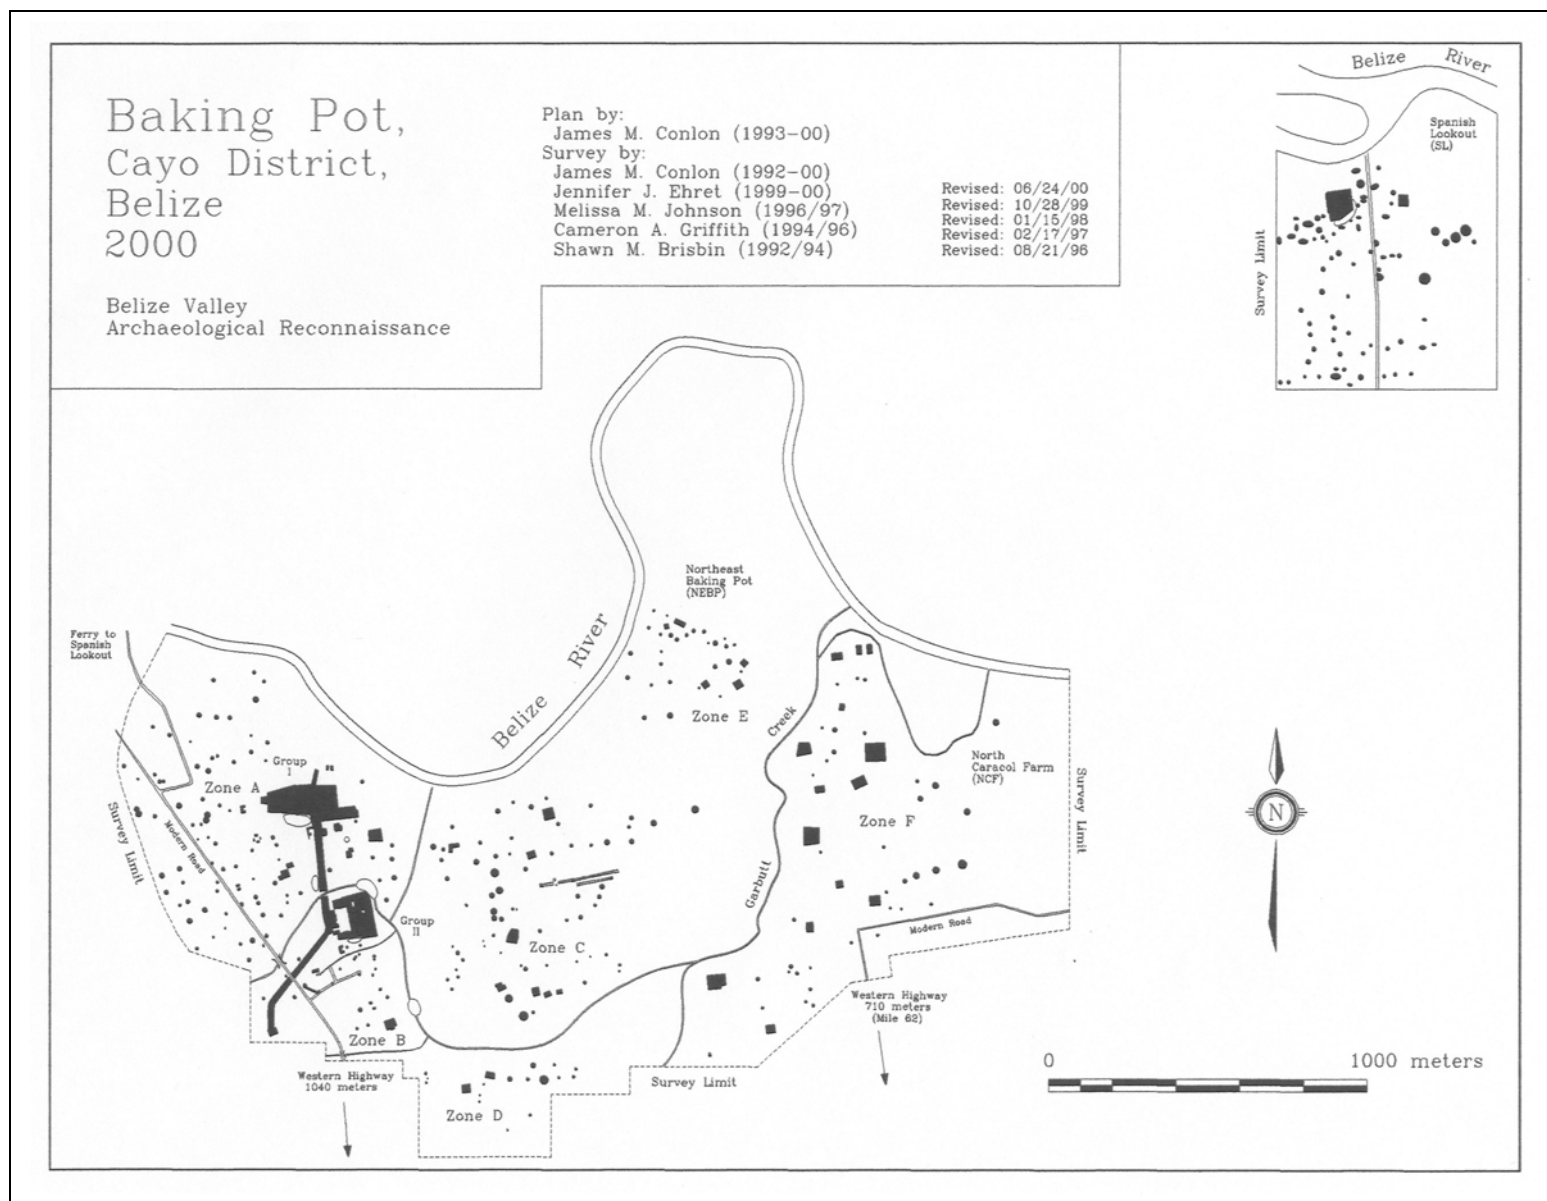 Baking Pot,
Cayo District,
Belize
2000
Belize Valley
Archaeological Reconnaissance
Plan by:
James M. Conlon (1993-00)
Survey by:
James M. Conlon (1992-00)
Jennifer J. Ehret (1999-00)
Melissa M. Johnson (1996/97)
Cameron A. Griffith (1994/96)
Shawn M. Brisbin (1992/94)
Revised: 06/24/00
Revised: 10/28/99
Revised: 01/15/98
Revised: 02/17/97
Revised: 08/21/96
Belize River
Spanish
Lookout
(SL)
Survey Limit
Northeast
Baking Pot
(NEBP)
Ferry to
Spanish
Lookout
Belize River
Zone E
Creek
Group
I
Zone A
North
Caracol Farm
(NCF)
Survey Limit
Survey Limit
Modern Road
Zone F
N
Garbutt
Group
II
Zone C
Modern Road
Western Highway
710 meters
(Mile 62)
Zone B
Western Highway
1040 meters
Survey Limit
Zone D
0 1000 meters